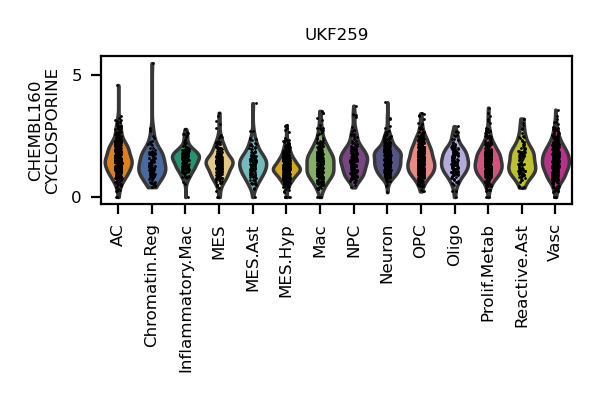 UKF259
CHEMBL160
CYCLOSPORINE
5
0
AC
Chromatin.Reg
Inflammatory.Mac
MES
MES.Ast
MES.Hyp
Mac
NPC
Neuron
OPC
Oligo
Prolif.Metab
Reactive.Ast
Vasc